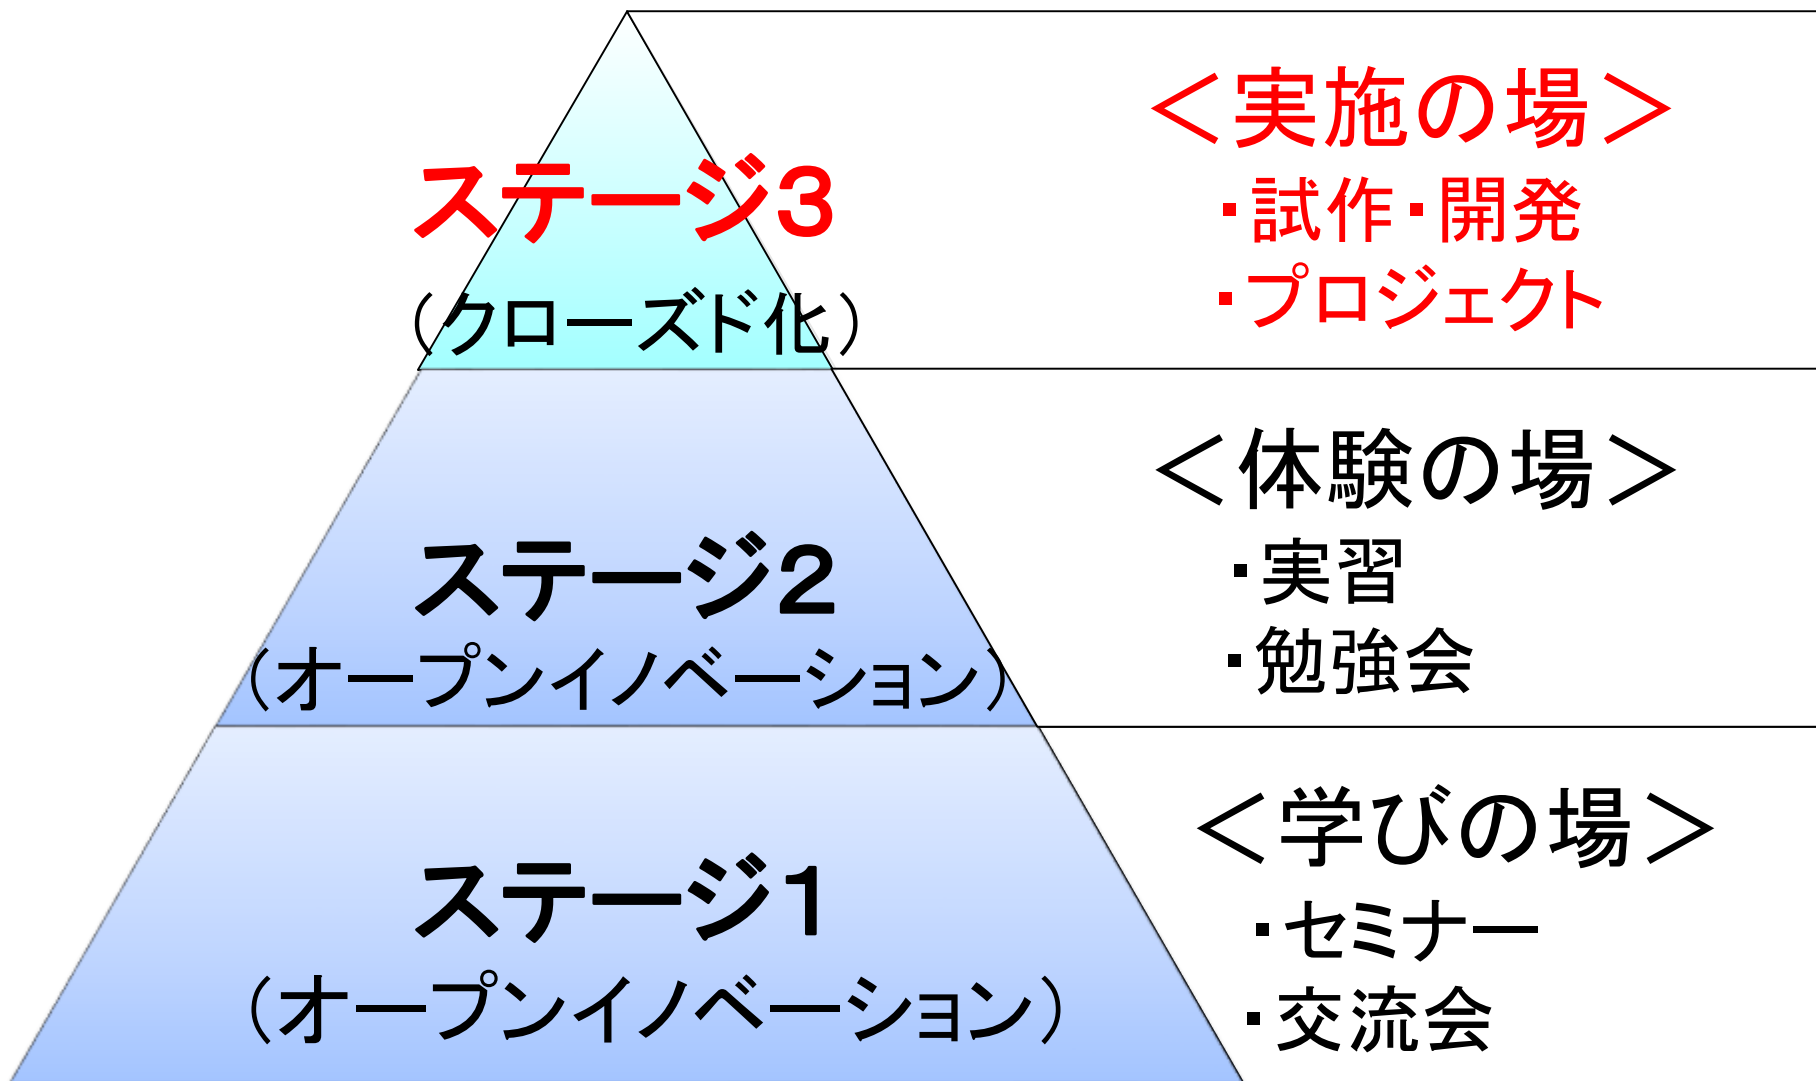 ステージ３
（クローズド化）
＜実施の場＞
・試作・開発
・プロジェクト
ステージ２
（オープンイノベーション）
＜体験の場＞
・実習
・勉強会
ステージ１
（オープンイノベーション）
＜学びの場＞
・セミナー
・交流会